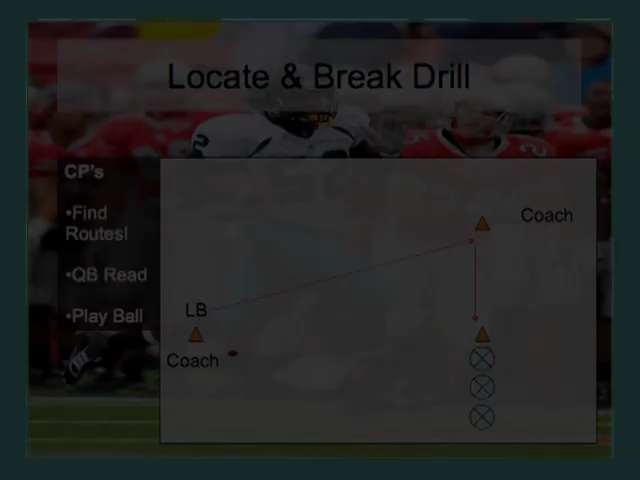 Locate & Break Drill
CP's
•Find
Routes!
•QB Read
•Play Ball
Coach
LB
Coach